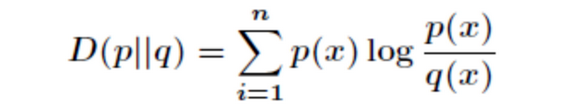 D(p||q) = \sum_{i=1}^{n} p(x) \log \frac{p(x)}{q(x)}